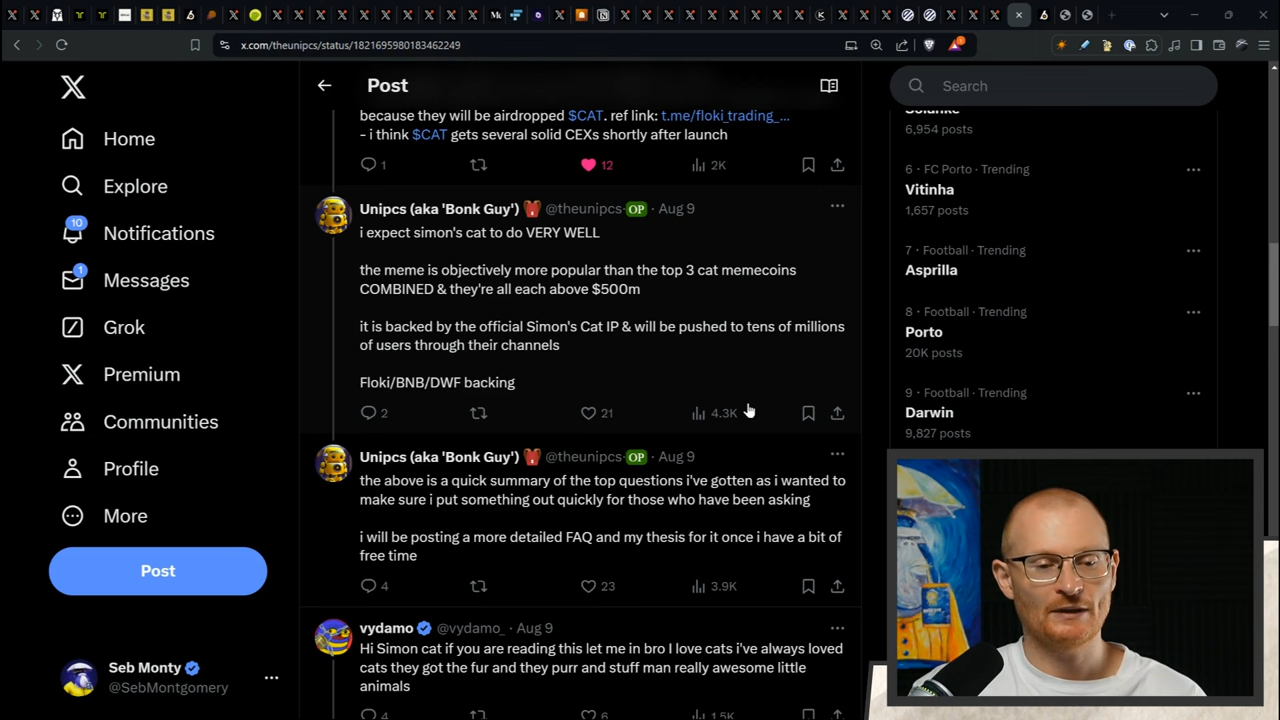 x.com/theunipcs/status/1821695980183462249
Post
Search
Home
Explore
10
Notifications
1
Messages
Grok
Premium
Communities
Profile
More
Post
Seb Monty
@SebMontgomery
because they will be airdropped $CAT. ref link: t.me/floki_trading_...
- i think $CAT gets several solid CEXs shortly after launch
1
12
2K
Unipcs (aka 'Bonk Guy') @theunipcs OP · Aug 9
i expect simon's cat to do VERY WELL
the meme is objectively more popular than the top 3 cat memecoins
COMBINED & they're all each above $500m
it is backed by the official Simon's Cat IP & will be pushed to tens of millions
of users through their channels
Floki/BNB/DWF backing
2
21
4.3K
Unipcs (aka 'Bonk Guy') @theunipcs OP · Aug 9
the above is a quick summary of the top questions i've gotten as i wanted to
make sure i put something out quickly for those who have been asking
i will be posting a more detailed FAQ and my thesis for it once i have a bit of
free time
4
23
3.9K
vydamo @vydamo_ · Aug 9
Hi Simon cat if you are reading this let me in bro I love cats i've always loved
cats they got the fur and they purr and stuff man really awesome little
animals
4
6
1.5K
Solanke
6,954 posts
6 · FC Porto · Trending
Vitinha
1,657 posts
7 · Football · Trending
Asprilla
8 · Football · Trending
Porto
20K posts
9 · Football · Trending
Darwin
9,827 posts